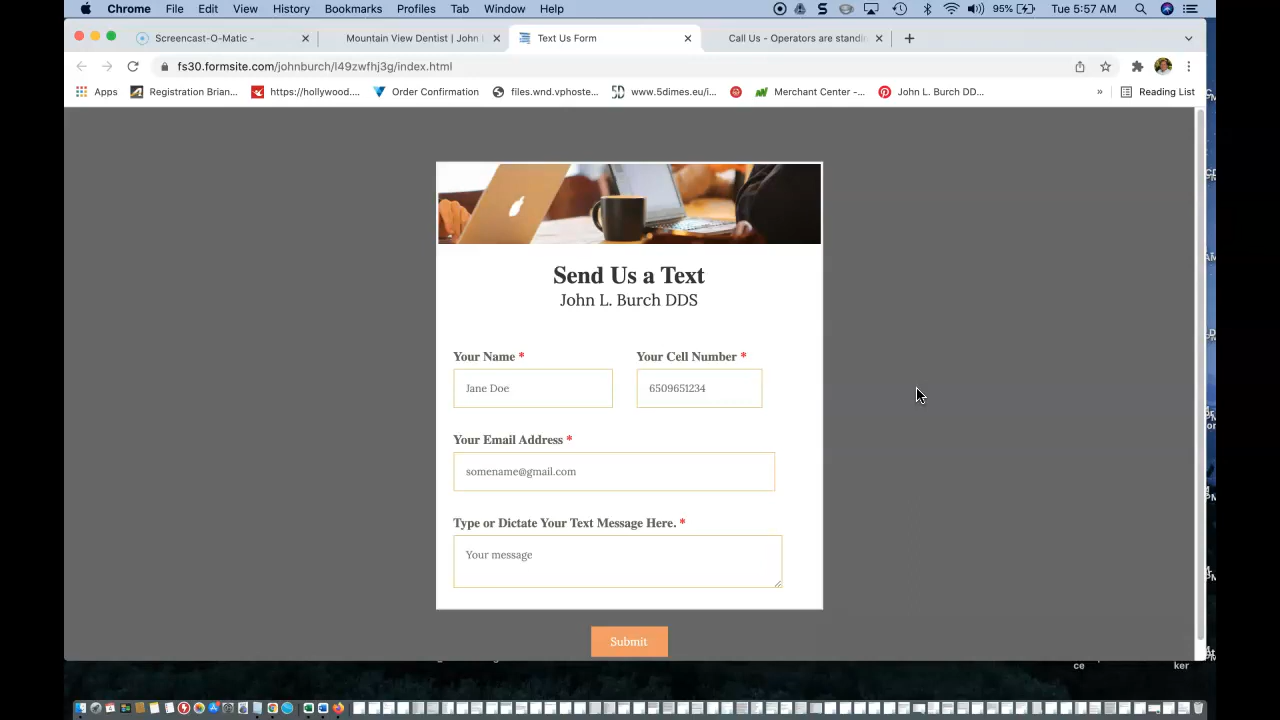 Chrome File Edit View History Bookmarks Profiles Tab Window Help 95% Tue 5:57 AM
Screencast-O-Matic - Mountain View Dentist | John Text Us Form Call Us - Operators are standi
fs30.formsite.com/johnburch/l49zwfhj3g/index.html
Apps Registration Brian... https://hollywood.... Order Confirmation files.wnd.vphoste... www.5dimes.eu/i... Merchant Center -... John L. Burch DD... » Reading List
Send Us a Text
John L. Burch DDS
Your Name * Your Cell Number *
Jane Doe 6509651234
Your Email Address *
somename@gmail.com
Type or Dictate Your Text Message Here. *
Your message
Submit
ce ker